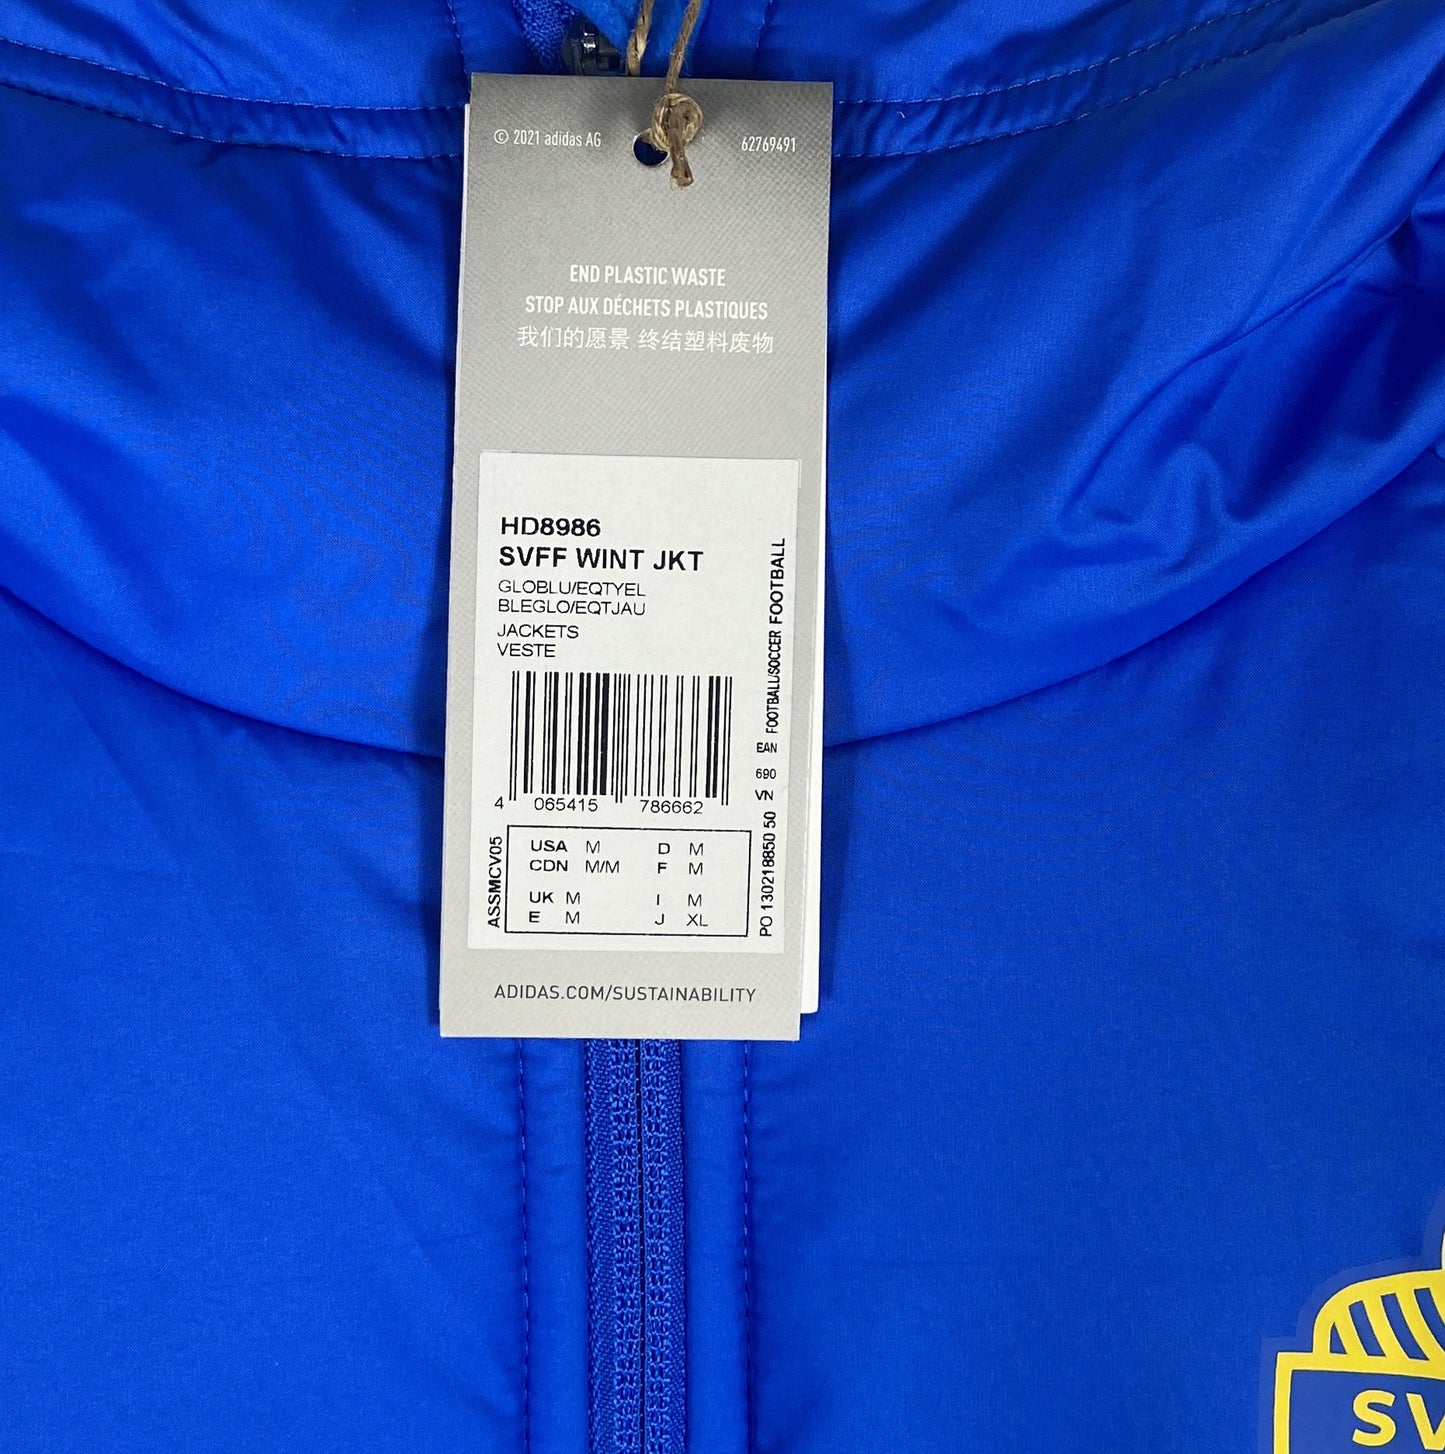 © 2021 adidas AG
62769491
END PLASTIC WASTE
STOP AUX DÉCHETS PLASTIQUES
我们的愿景 终结塑料废物
HD8986
SVFF WINT JKT
GLOBLU/EQTYEL
BLEGLO/EQTJAU
JACKETS
VESTE
4 065415 786662
FOOTBALL/SOCCER FOOTBALL
EAN
690
VN
PO 130218850 50
ASSMCV05
USA M D M
CDN M/M F M
UK M I M
E M J XL
ADIDAS.COM/SUSTAINABILITY
SV